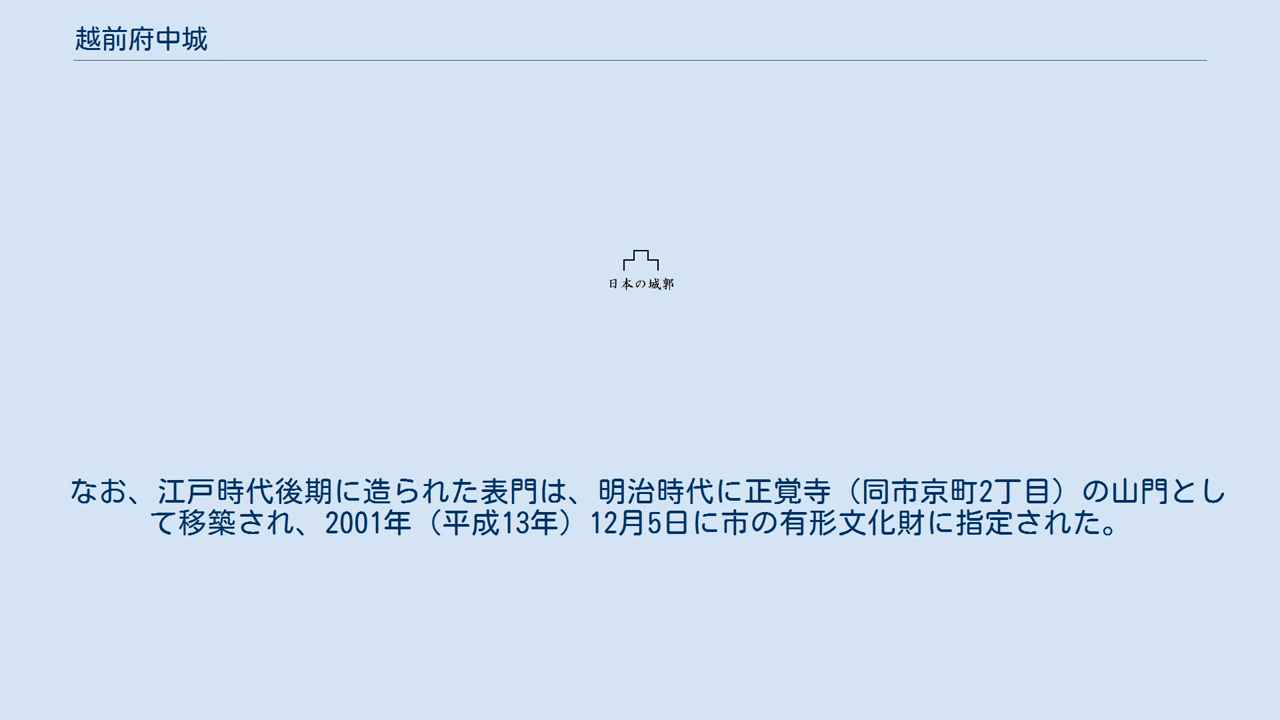 越前府中城
日本の城郭
なお、江戸時代後期に造られた表門は、明治時代に正覚寺（同市京町2丁目）の山門とし
て移築され、2001年（平成13年）12月5日に市の有形文化財に指定された。